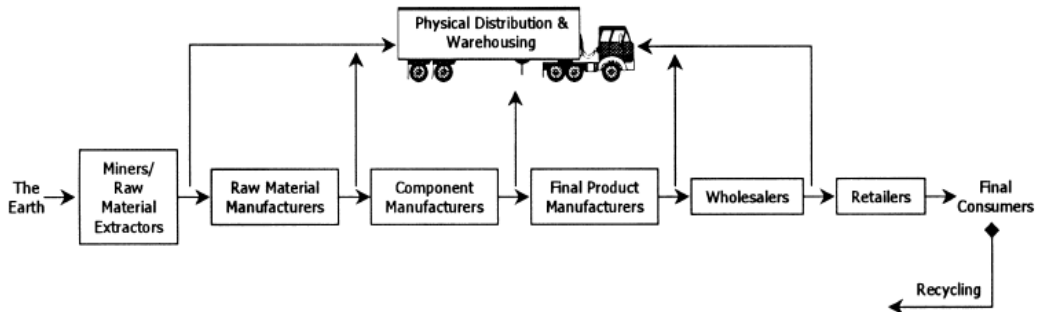 Physical Distribution &
Warehousing
The
Earth
Miners/
Raw
Material
Extractors
Raw Material
Manufacturers
Component
Manufacturers
Final Product
Manufacturers
Wholesalers
Retailers
Final
Consumers
Recycling